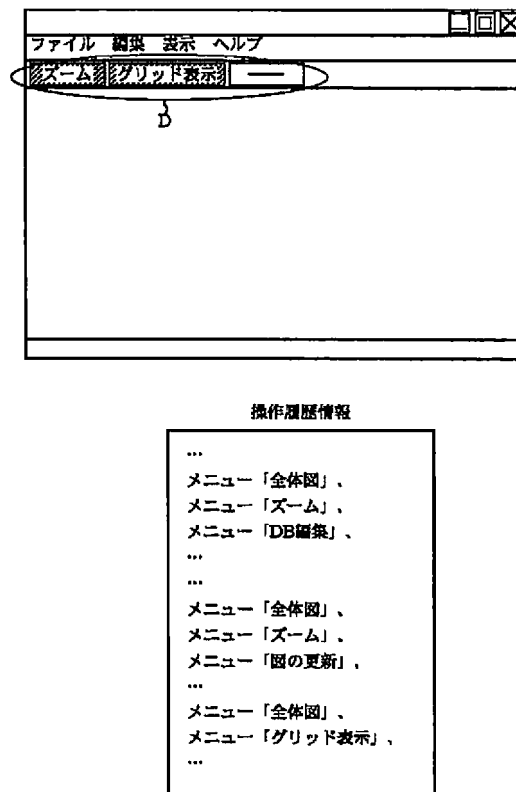 ファイル 編集 表示 ヘルプ
ズーム グリッド表示 ―
D
操作履歴情報
…
メニュー「全体図」、
メニュー「ズーム」、
メニュー「DB編集」、
…
…
メニュー「全体図」、
メニュー「ズーム」、
メニュー「図の更新」、
…
メニュー「全体図」、
メニュー「グリッド表示」、
…